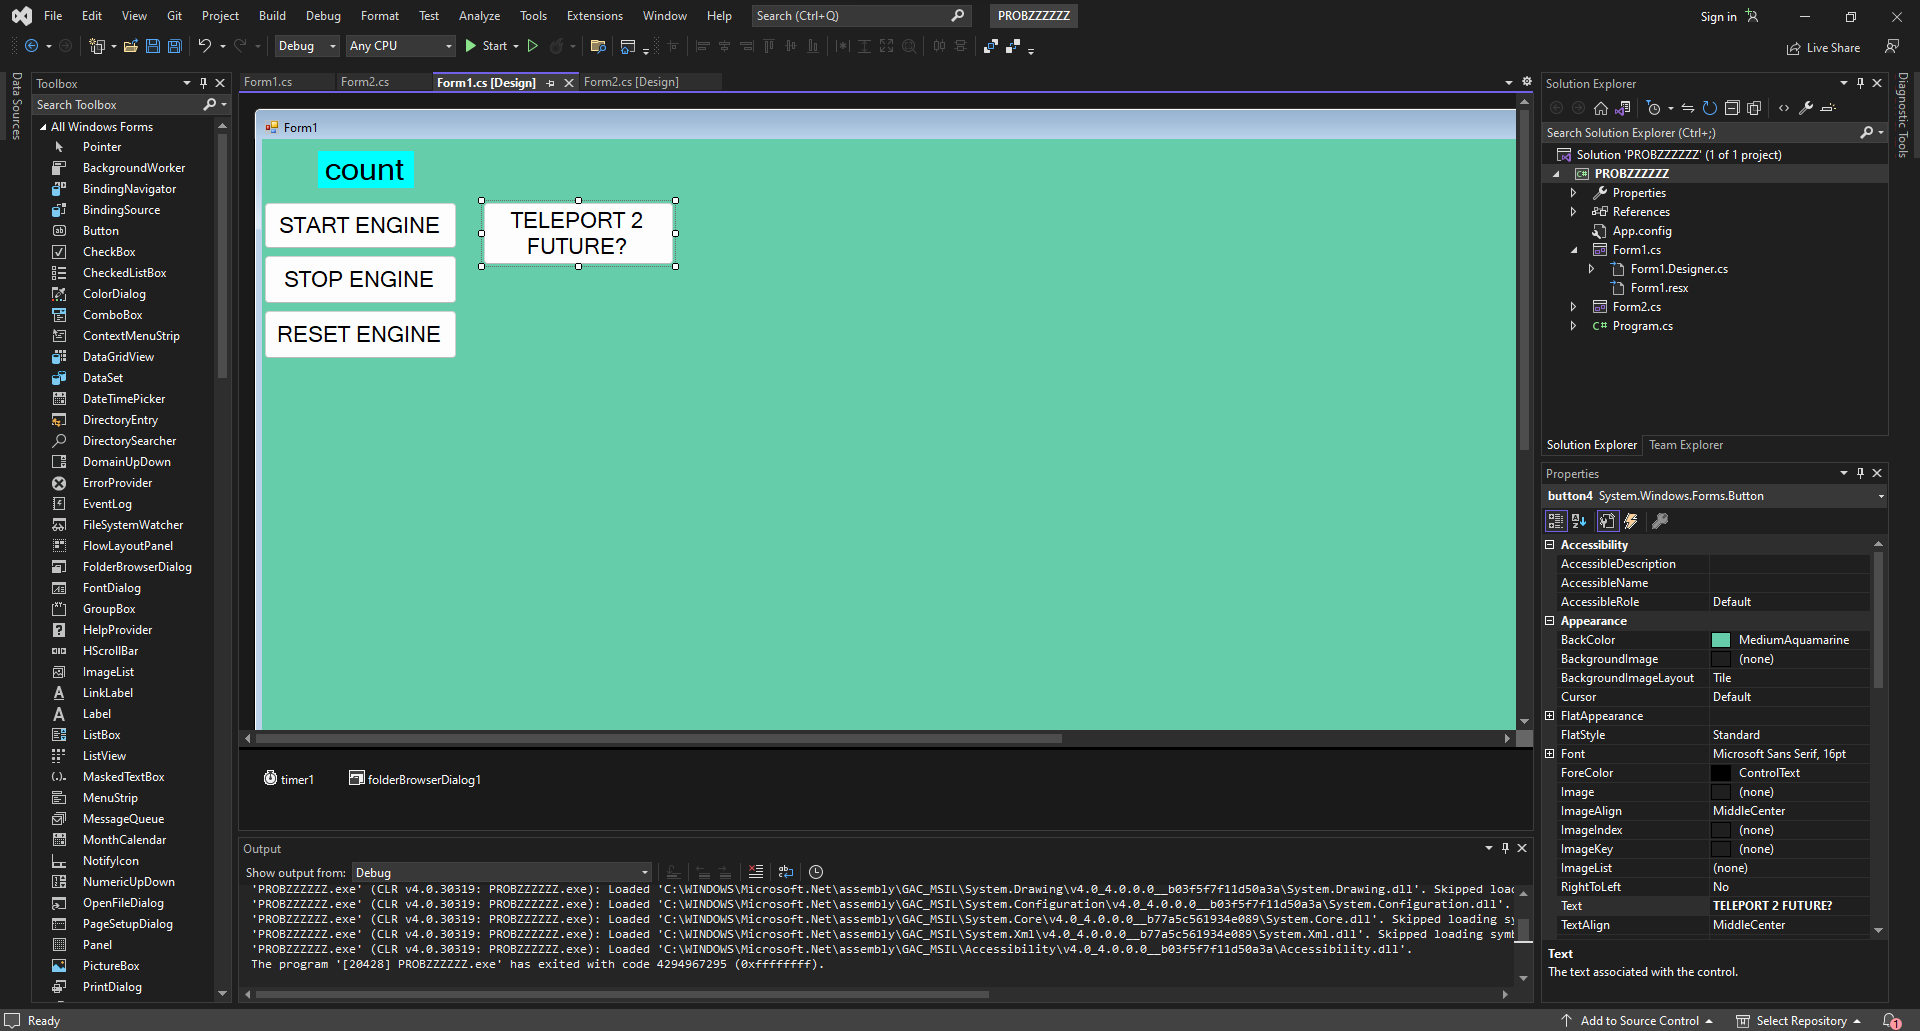 File Edit View Git Project Build Debug Format Test Analyze Tools Extensions Window Help Search (Ctrl+Q) PROBZZZZZZ Sign in
Debug Any CPU Start Live Share
Data Sources
Toolbox
Search Toolbox
All Windows Forms
Pointer
BackgroundWorker
BindingNavigator
BindingSource
Button
CheckBox
CheckedListBox
ColorDialog
ComboBox
ContextMenuStrip
DataGridView
DataSet
DateTimePicker
DirectoryEntry
DirectorySearcher
DomainUpDown
ErrorProvider
EventLog
FileSystemWatcher
FlowLayoutPanel
FolderBrowserDialog
FontDialog
GroupBox
HelpProvider
HScrollBar
ImageList
LinkLabel
Label
ListBox
ListView
MaskedTextBox
MenuStrip
MessageQueue
MonthCalendar
NotifyIcon
NumericUpDown
OpenFileDialog
PageSetupDialog
Panel
PictureBox
PrintDialog
Form1.cs Form2.cs Form1.cs [Design] Form2.cs [Design]
Form1
count
START ENGINE
TELEPORT 2
FUTURE?
STOP ENGINE
RESET ENGINE
timer1 folderBrowserDialog1
Output
Show output from: Debug
'PROBZZZZZZ.exe' (CLR v4.0.30319: PROBZZZZZZ.exe): Loaded 'C:\WINDOWS\Microsoft.Net\assembly\GAC_MSIL\System.Drawing\v4.0_4.0.0.0__b03f5f7f11d50a3a\System.Drawing.dll'. Skipped loac
'PROBZZZZZZ.exe' (CLR v4.0.30319: PROBZZZZZZ.exe): Loaded 'C:\WINDOWS\Microsoft.Net\assembly\GAC_MSIL\System.Configuration\v4.0_4.0.0.0__b03f5f7f11d50a3a\System.Configuration.dll'.
'PROBZZZZZZ.exe' (CLR v4.0.30319: PROBZZZZZZ.exe): Loaded 'C:\WINDOWS\Microsoft.Net\assembly\GAC_MSIL\System.Core\v4.0_4.0.0.0__b77a5c561934e089\System.Core.dll'. Skipped loading sy
'PROBZZZZZZ.exe' (CLR v4.0.30319: PROBZZZZZZ.exe): Loaded 'C:\WINDOWS\Microsoft.Net\assembly\GAC_MSIL\System.Xml\v4.0_4.0.0.0__b77a5c561934e089\System.Xml.dll'. Skipped loading symb
'PROBZZZZZZ.exe' (CLR v4.0.30319: PROBZZZZZZ.exe): Loaded 'C:\WINDOWS\Microsoft.Net\assembly\GAC_MSIL\Accessibility\v4.0_4.0.0.0__b03f5f7f11d50a3a\Accessibility.dll'.
The program '[20428] PROBZZZZZZ.exe' has exited with code 4294967295 (0xffffffff).
Solution Explorer
Search Solution Explorer (Ctrl+;)
Solution 'PROBZZZZZZ' (1 of 1 project)
PROBZZZZZZ
Properties
References
App.config
Form1.cs
Form1.Designer.cs
Form1.resx
Form2.cs
Program.cs
Solution Explorer Team Explorer
Diagnostic Tools
Properties
button4 System.Windows.Forms.Button
Accessibility
AccessibleDescription
AccessibleName
AccessibleRole Default
Appearance
BackColor MediumAquamarine
BackgroundImage (none)
BackgroundImageLayout Tile
Cursor Default
FlatAppearance
FlatStyle Standard
Font Microsoft Sans Serif, 16pt
ForeColor ControlText
Image (none)
ImageAlign MiddleCenter
ImageIndex (none)
ImageKey (none)
ImageList (none)
RightToLeft No
Text TELEPORT 2 FUTURE?
TextAlign MiddleCenter
Text
The text associated with the control.
Ready Add to Source Control Select Repository 1